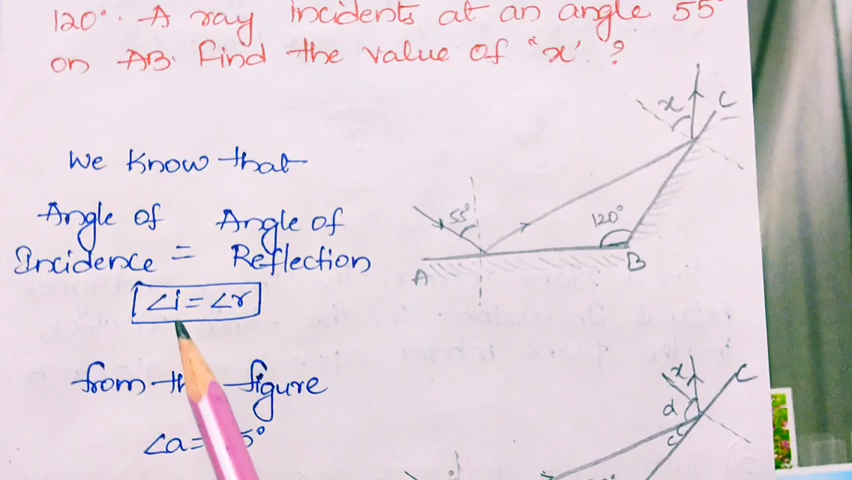 120°. A ray incidents at an angle 55°
on AB. Find the value of "x'. ?
We know that
Angle of Angle of
Incidence = Reflection
∠i = ∠r
from the figure
∠a= 5°
x
C
55°
120°
A
B
x
C
d
c